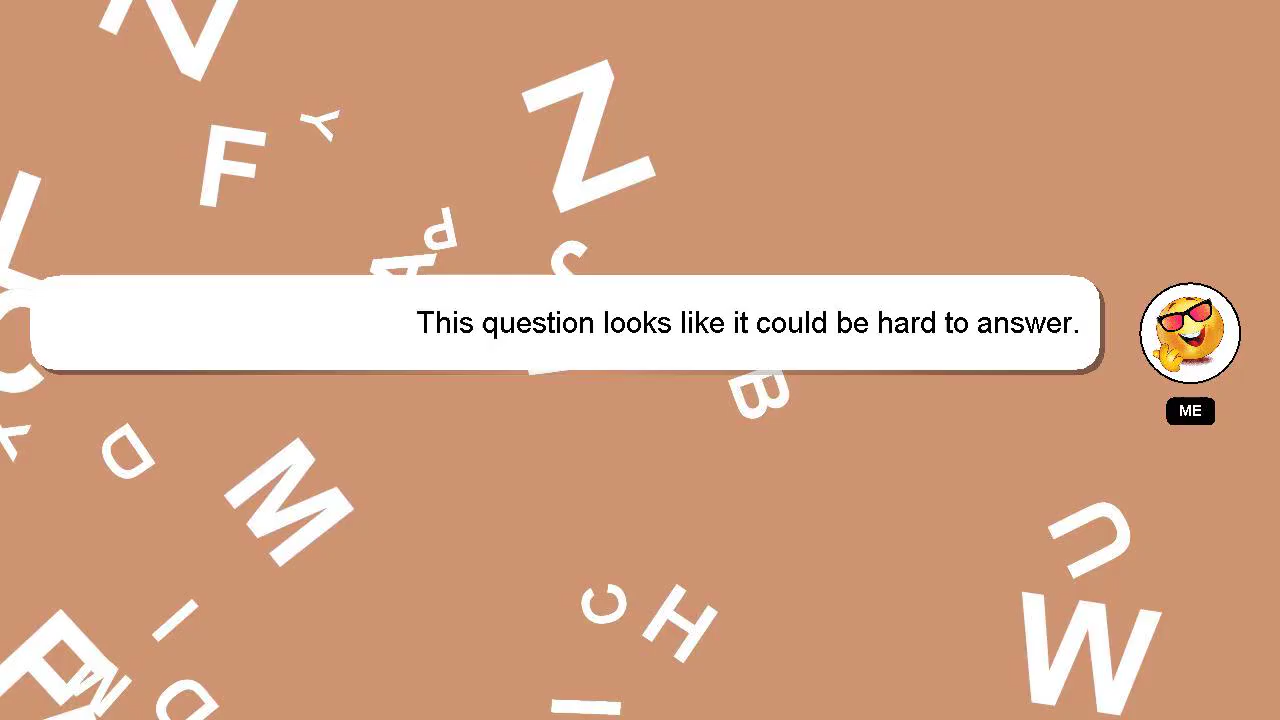 This question looks like it could be hard to answer.
ME
N
F
Y
Z
P
A
S
L
C
Y
B
D
M
U
C
H
W
I
F
M
D
I